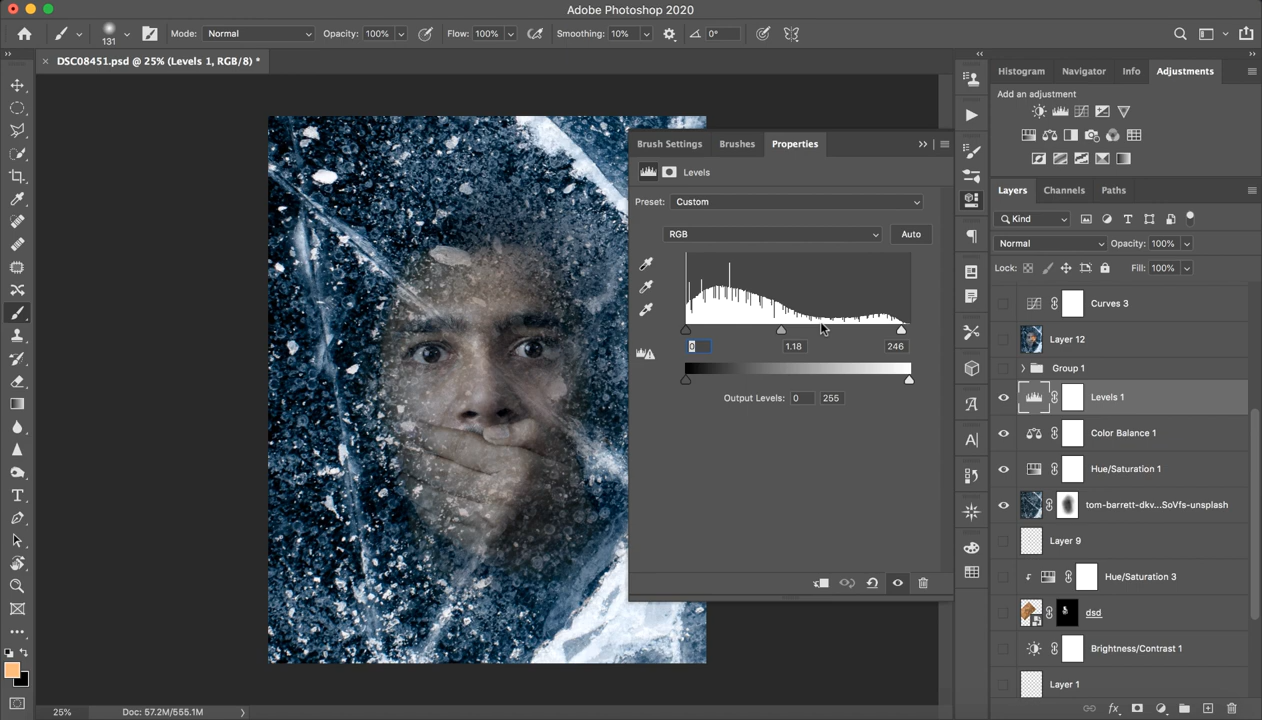 Adobe Photoshop 2020
131
Mode: Normal
Opacity: 100%
Flow: 100%
Smoothing: 10%
0°
DSC08451.psd @ 25% (Levels 1, RGB/8) *
Histogram
Navigator
Info
Adjustments
Add an adjustment
Brush Settings
Brushes
Properties
Levels
Preset: Custom
RGB
Auto
0
1.18
246
Output Levels: 0 255
Layers
Channels
Paths
Kind
Normal
Opacity: 100%
Lock:
Fill: 100%
Curves 3
Layer 12
Group 1
Levels 1
Color Balance 1
Hue/Saturation 1
tom-barrett-dkv...SoVfs-unsplash
Layer 9
Hue/Saturation 3
dsd
Brightness/Contrast 1
Layer 1
fx
25%
Doc: 57.2M/555.1M